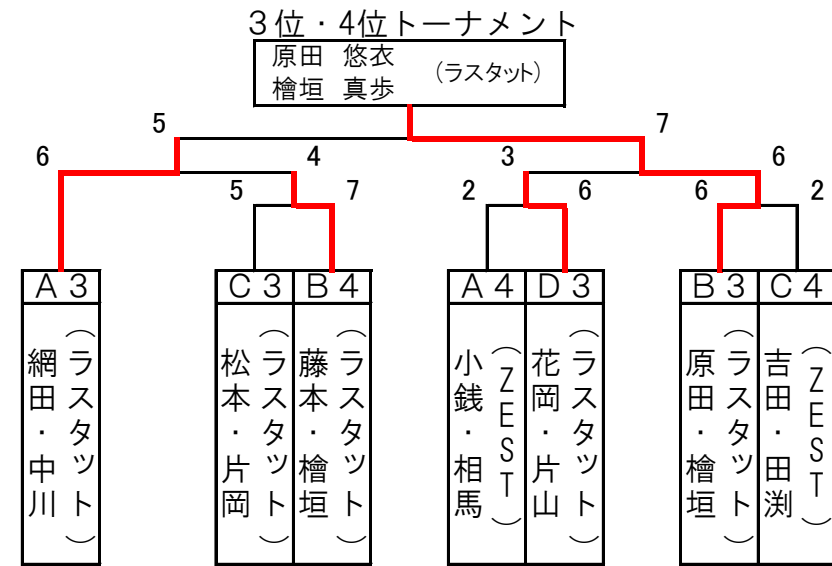 3位・4位トーナメント
原田 悠衣
檜垣 真歩
(ラスタット)
5 7
6 4 3 6
5 7 2 6 6 2
A3 C3 B4 A4 D3 B3 C4
網田・中川
(ラスタット)
松本・片岡
(ラスタット)
藤本・檜垣
(ラスタット)
小銭・相馬
(ZEST)
花岡・片山
(ラスタット)
原田・檜垣
(ラスタット)
吉田・田渕
(ZEST)